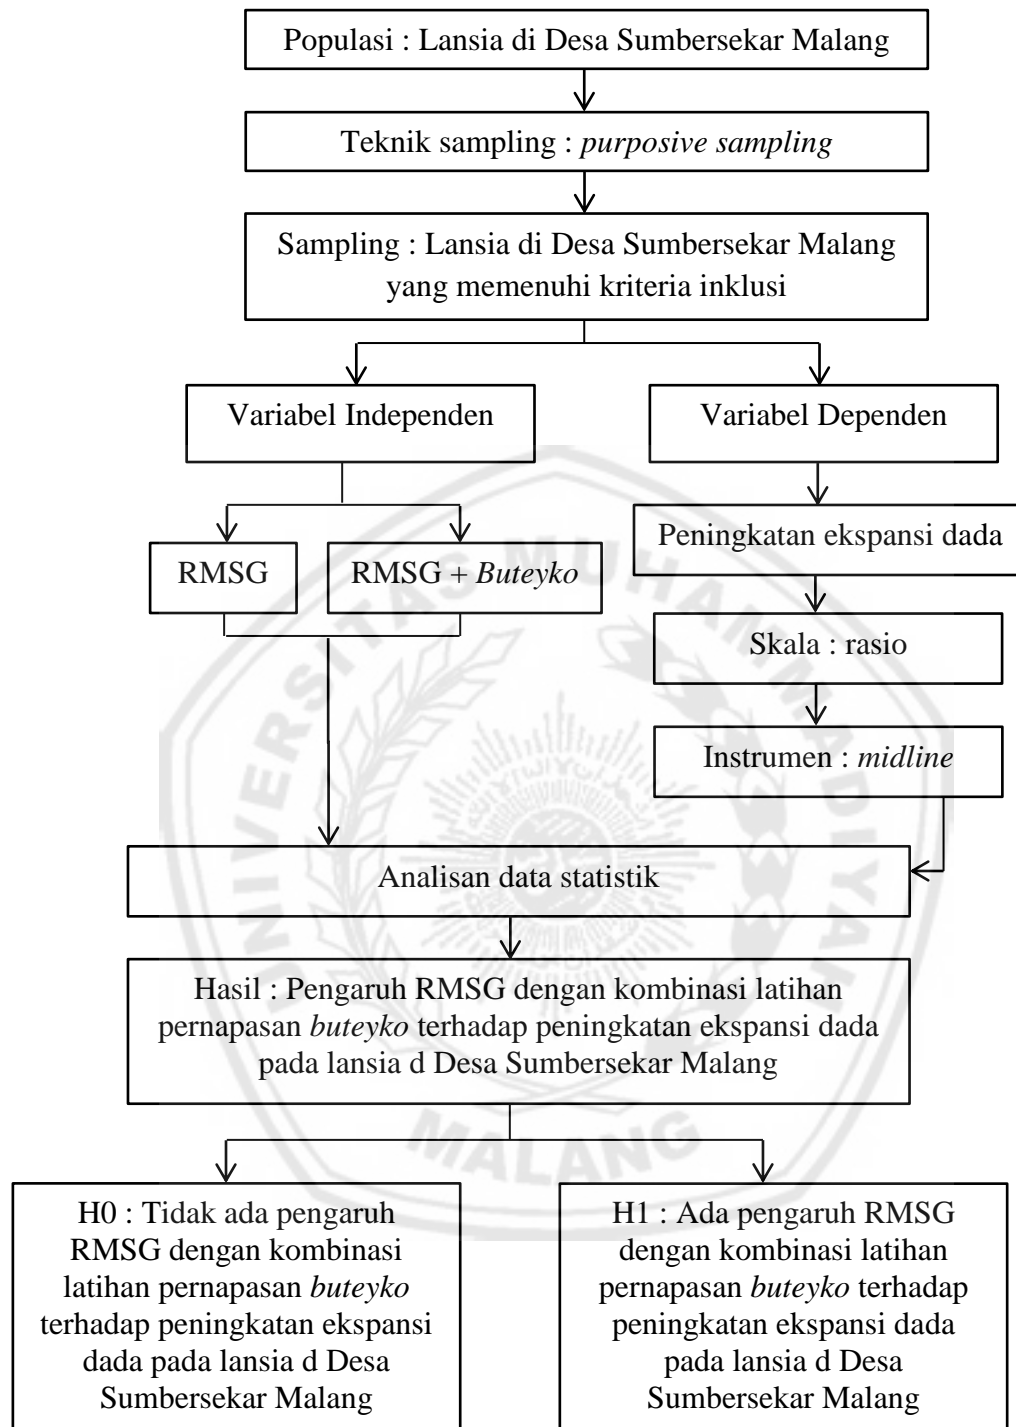 Populasi : Lansia di Desa Sumbersekar Malang
Teknik sampling : purposive sampling
Sampling : Lansia di Desa Sumbersekar Malang
yang memenuhi kriteria inklusi
Variabel Independen
Variabel Dependen
RMSG
RMSG + Buteyko
Peningkatan ekspansi dada
Skala : rasio
Instrumen : midline
Analisan data statistik
Hasil : Pengaruh RMSG dengan kombinasi latihan
pernapasan buteyko terhadap peningkatan ekspansi dada
pada lansia d Desa Sumbersekar Malang
H0 : Tidak ada pengaruh
RMSG dengan kombinasi
latihan pernapasan buteyko
terhadap peningkatan ekspansi
dada pada lansia d Desa
Sumbersekar Malang
H1 : Ada pengaruh RMSG
dengan kombinasi latihan
pernapasan buteyko terhadap
peningkatan ekspansi dada
pada lansia d Desa
Sumbersekar Malang
UNIVERSITAS MUHAMMADIYAH
MALANG